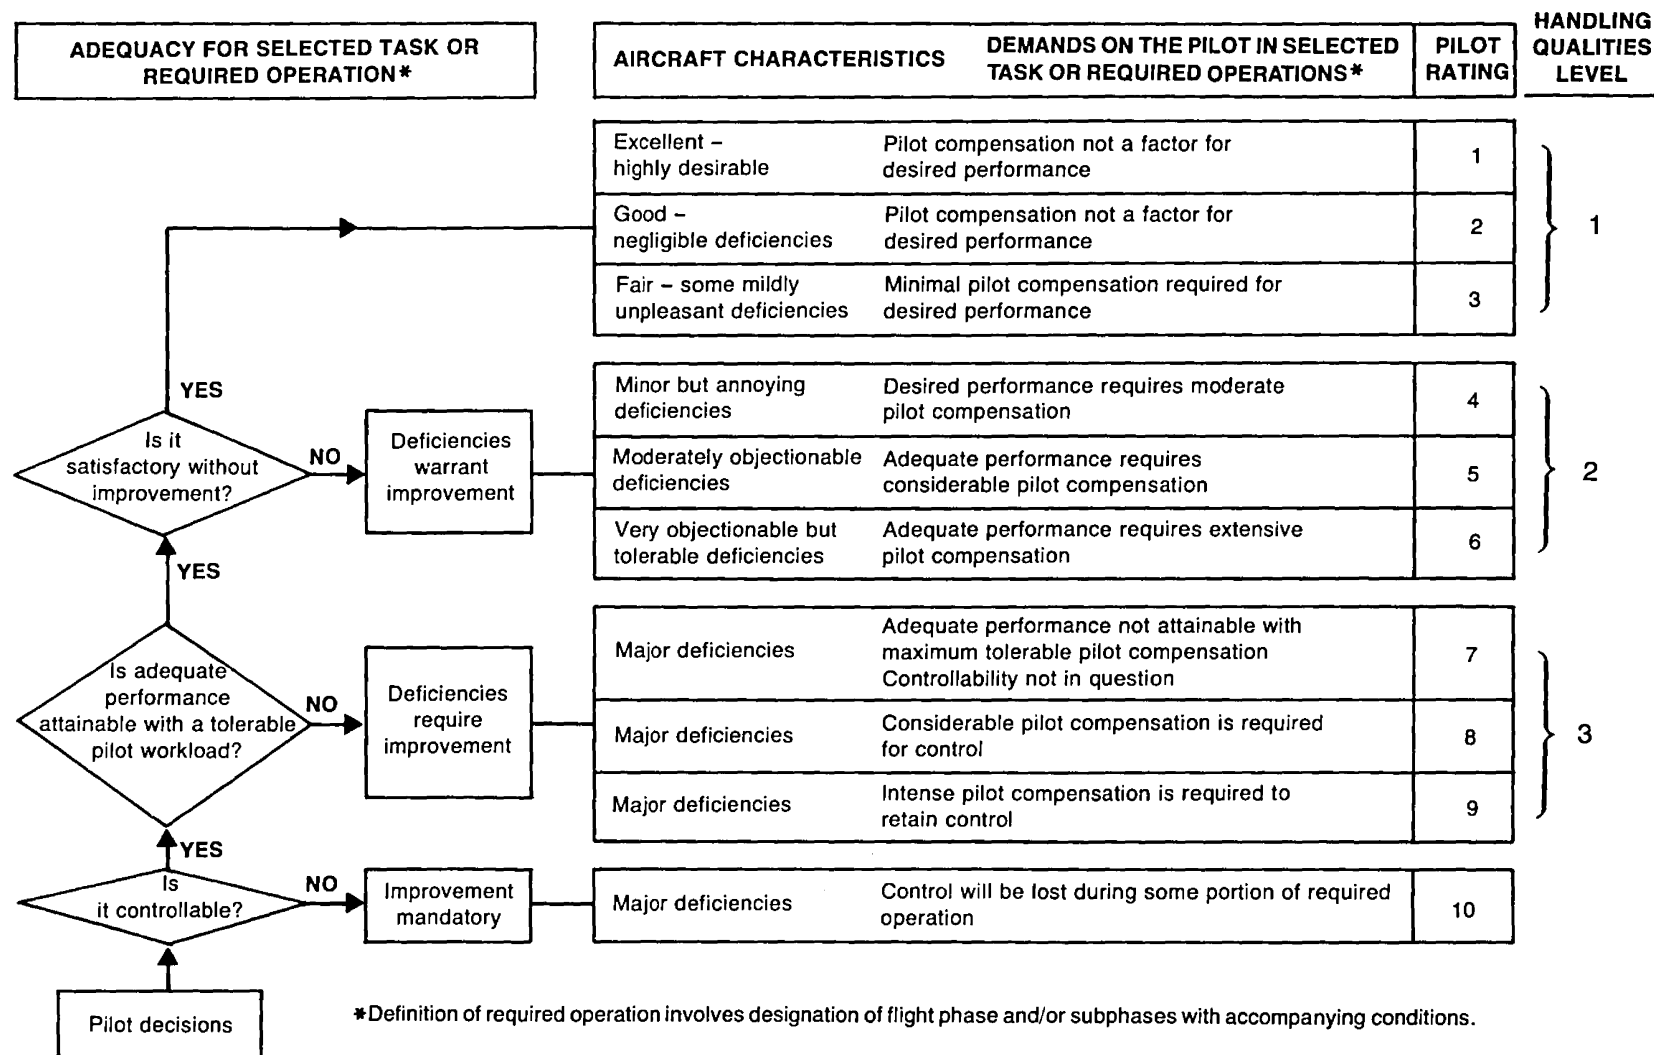 ADEQUACY FOR SELECTED TASK OR
REQUIRED OPERATION*
AIRCRAFT CHARACTERISTICS
DEMANDS ON THE PILOT IN SELECTED
TASK OR REQUIRED OPERATIONS*
PILOT
RATING
HANDLING
QUALITIES
LEVEL
Excellent –
highly desirable
Pilot compensation not a factor for
desired performance
1
Good –
negligible deficiencies
Pilot compensation not a factor for
desired performance
2
Fair – some mildly
unpleasant deficiencies
Minimal pilot compensation required for
desired performance
3
1
YES
Is it
satisfactory without
improvement?
NO
Deficiencies
warrant
improvement
Minor but annoying
deficiencies
Desired performance requires moderate
pilot compensation
4
Moderately objectionable
deficiencies
Adequate performance requires
considerable pilot compensation
5
Very objectionable but
tolerable deficiencies
Adequate performance requires extensive
pilot compensation
6
2
YES
Is adequate
performance
attainable with a tolerable
pilot workload?
NO
Deficiencies
require
improvement
Major deficiencies
Adequate performance not attainable with
maximum tolerable pilot compensation
Controllability not in question
7
Major deficiencies
Considerable pilot compensation is required
for control
8
Major deficiencies
Intense pilot compensation is required to
retain control
9
3
YES
Is
it controllable?
NO
Improvement
mandatory
Major deficiencies
Control will be lost during some portion of required
operation
10
Pilot decisions
*Definition of required operation involves designation of flight phase and/or subphases with accompanying conditions.